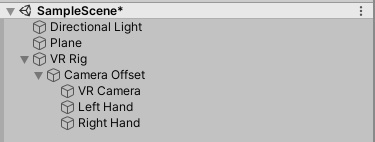 SampleScene*
Directional Light
Plane
VR Rig
Camera Offset
VR Camera
Left Hand
Right Hand